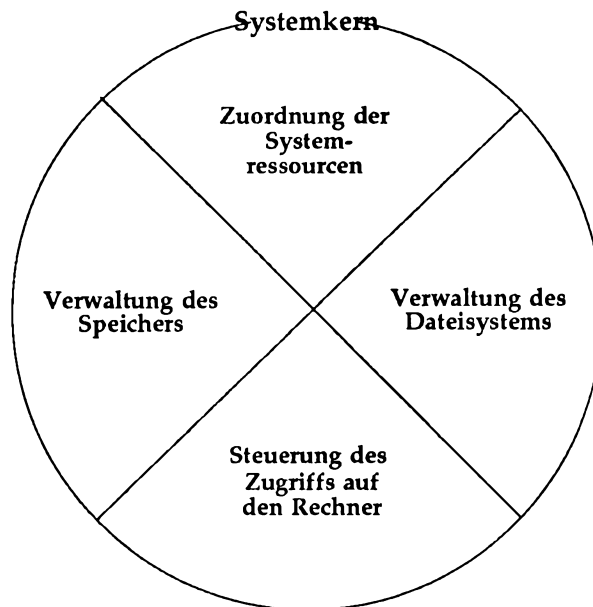 Systemkern
Zuordnung der
System-
ressourcen
Verwaltung des
Speichers
Verwaltung des
Dateisystems
Steuerung des
Zugriffs auf
den Rechner